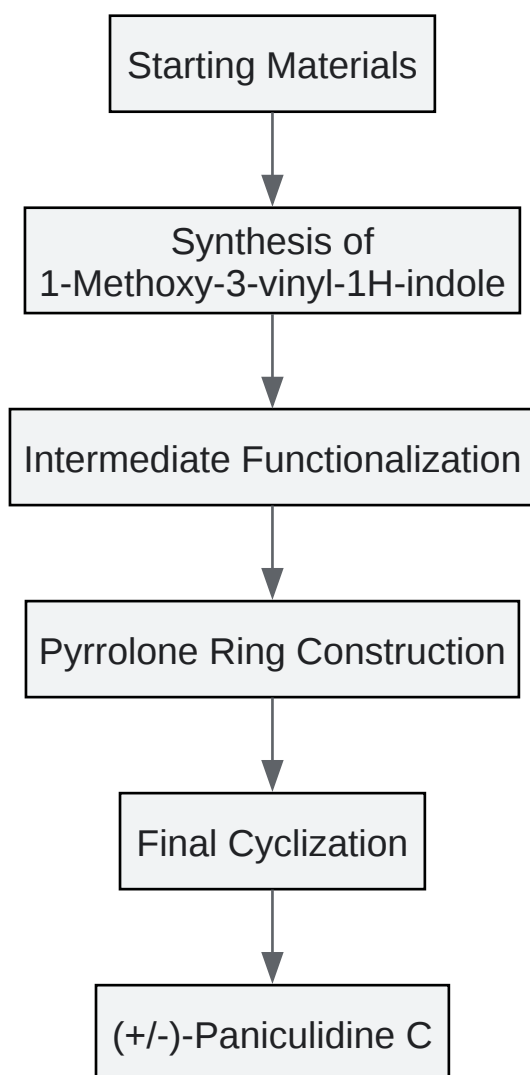 Starting Materials
Synthesis of
1-Methoxy-3-vinyl-1H-indole
Intermediate Functionalization
Pyrrolone Ring Construction
Final Cyclization
(+/-)-Paniculidine C